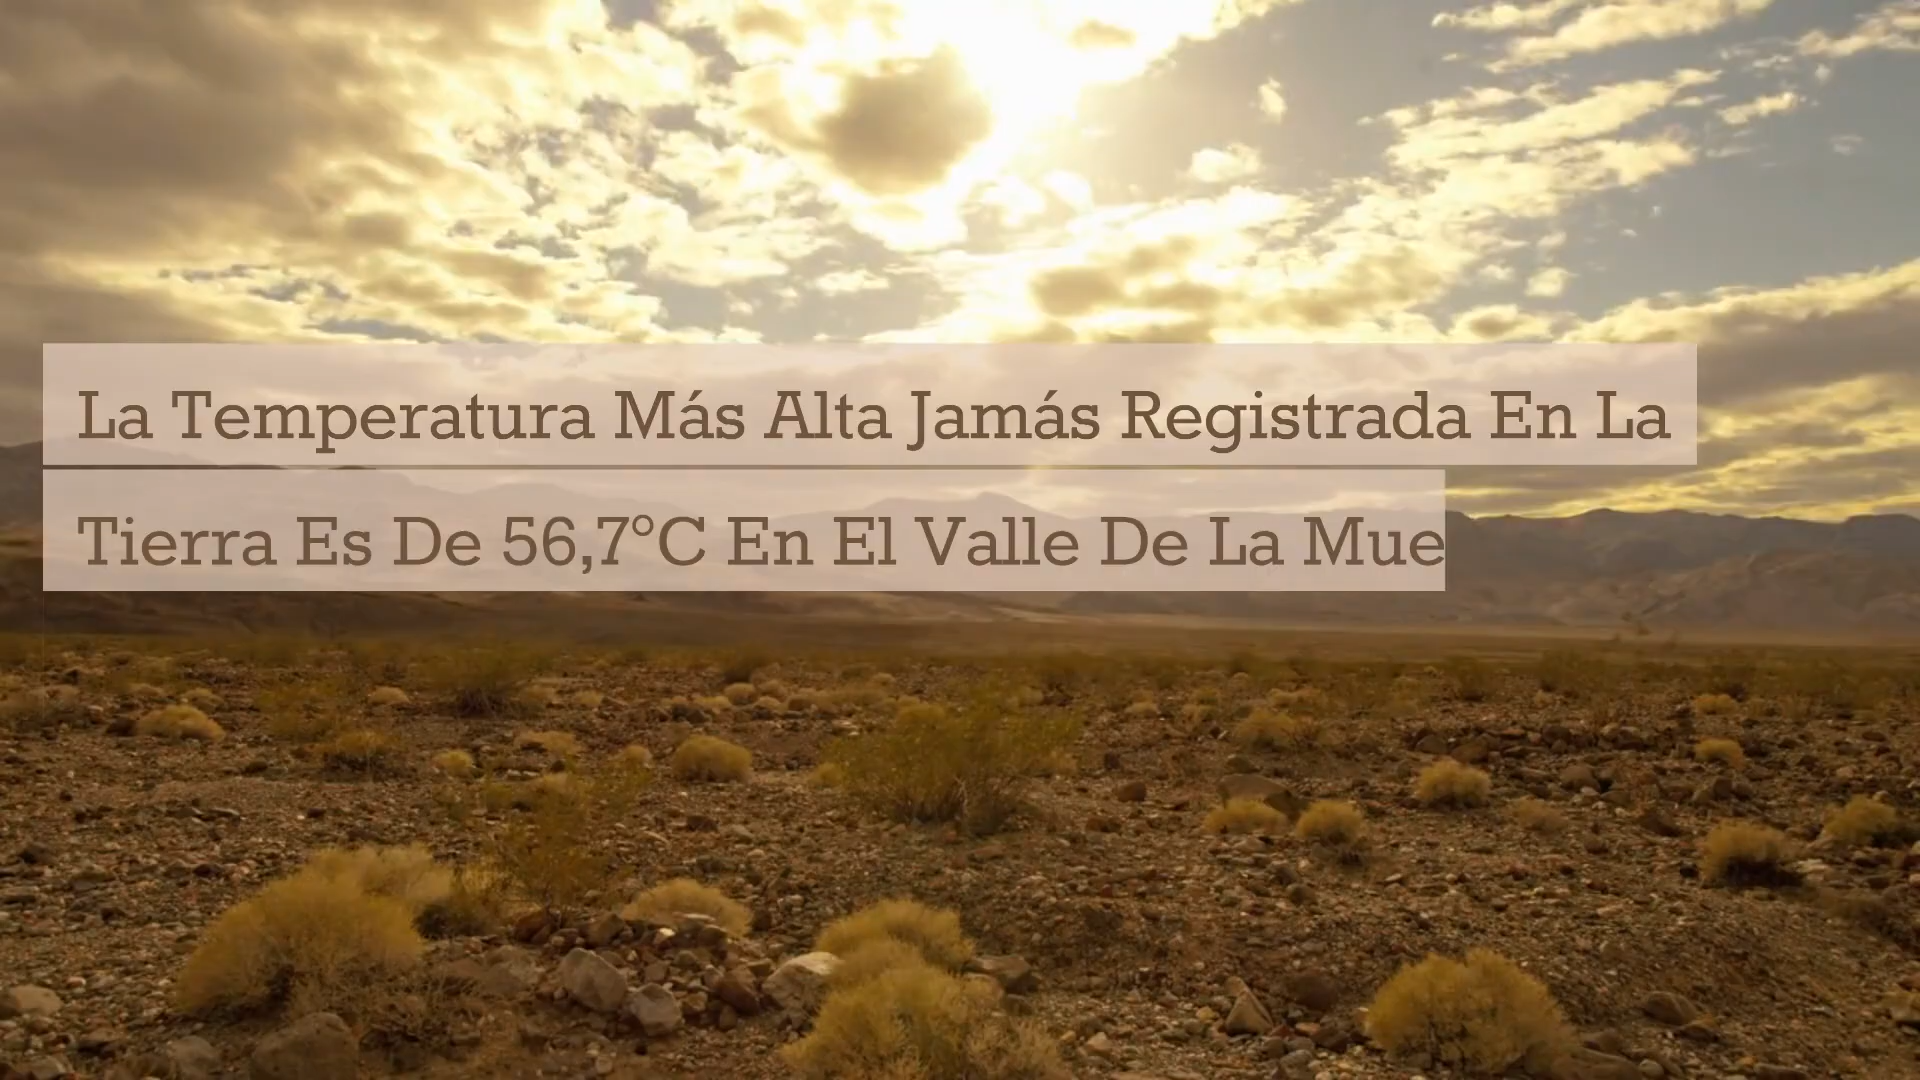 La Temperatura Más Alta Jamás Registrada En La
Tierra Es De 56,7°C En El Valle De La Mue